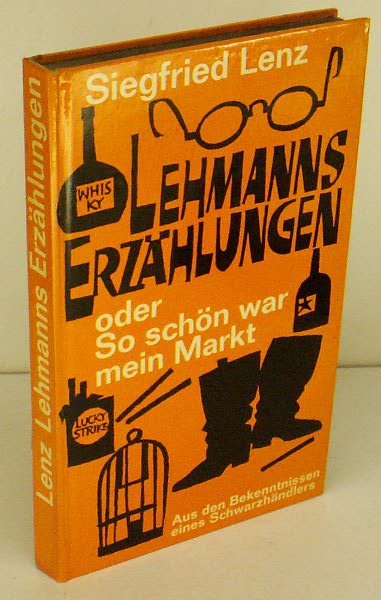 Siegfried Lenz
WHIS
KY
LEHMANNS
ERZÄHLUNGEN
oder
So schön war
mein Markt
LUCKY
STRIKE
Aus den Bekenntnissen
eines Schwarzhändlers
Lenz Lehmanns Erzählungen